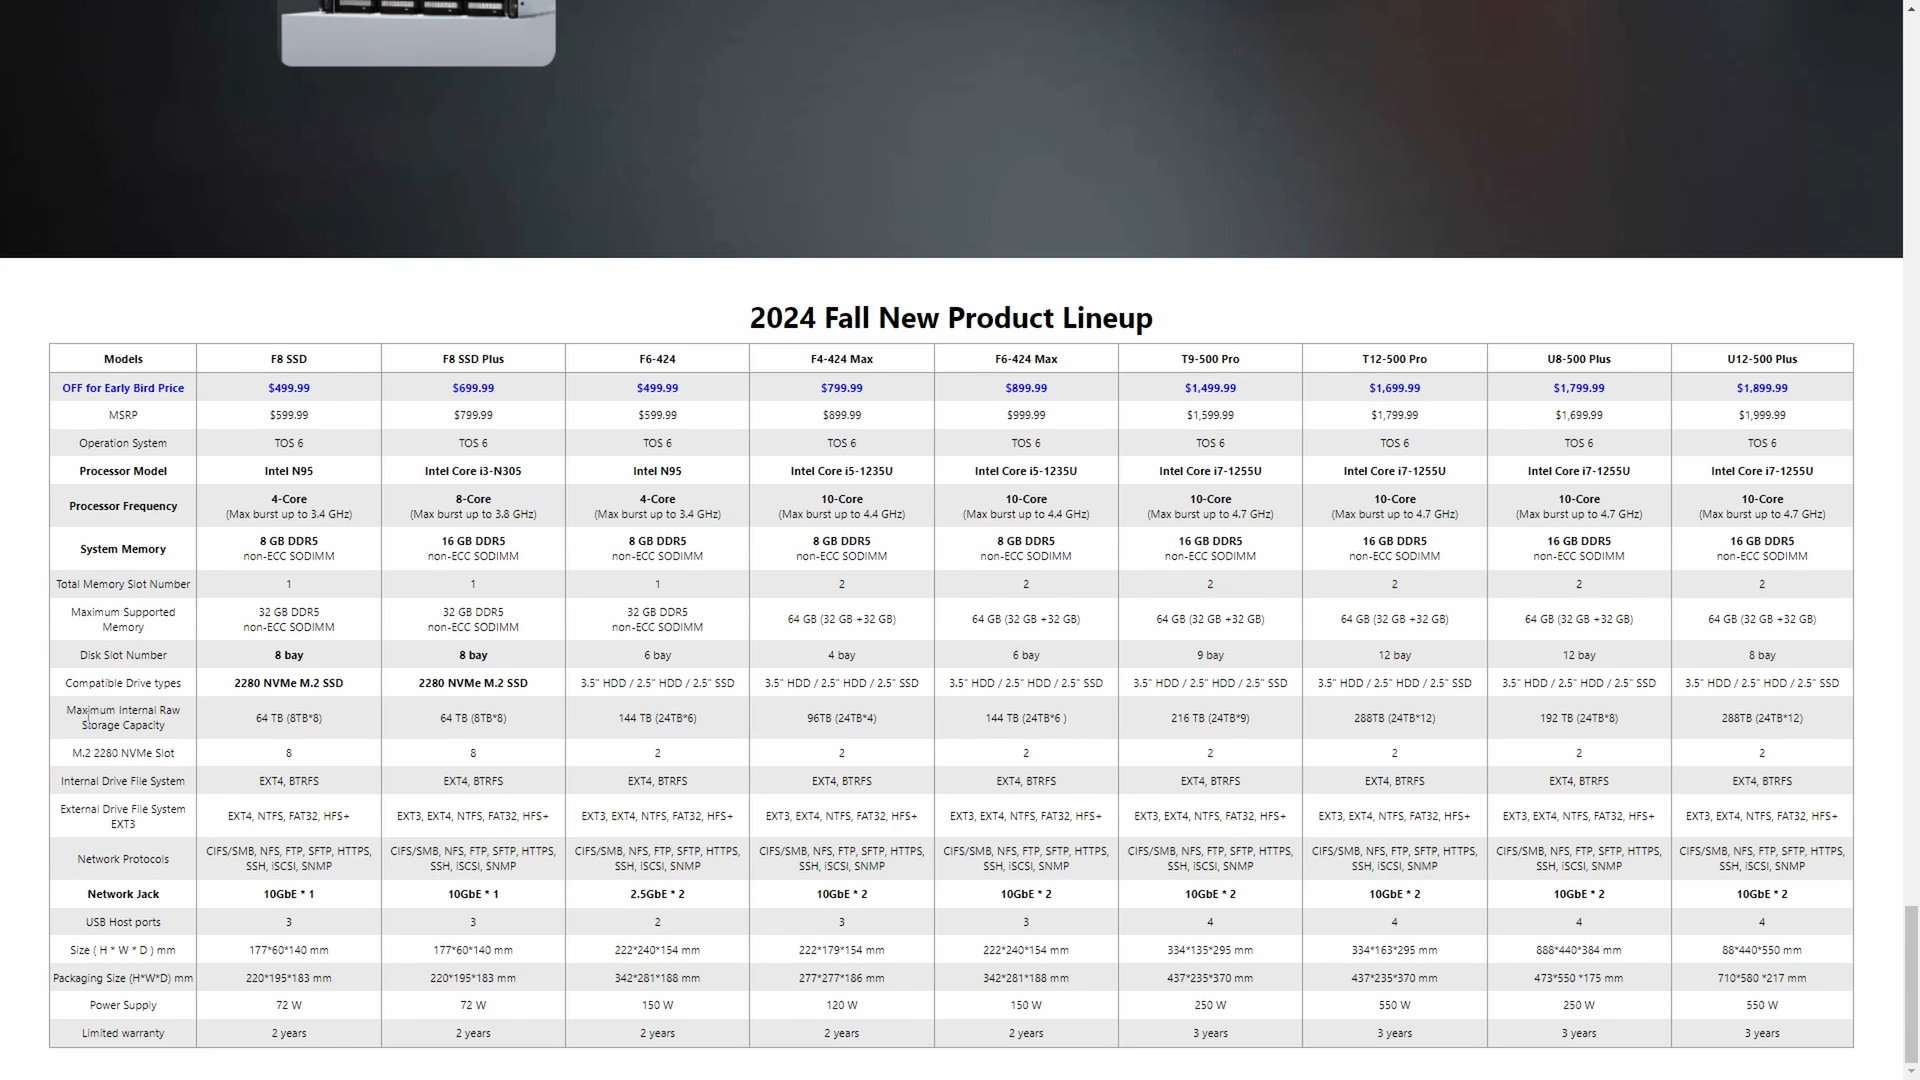 2024 Fall New Product Lineup
Models F8 SSD F8 SSD Plus F6-424 F4-424 Max F6-424 Max T9-500 Pro T12-500 Pro U8-500 Plus U12-500 Plus
OFF for Early Bird Price $499.99 $699.99 $499.99 $799.99 $899.99 $1,499.99 $1,699.99 $1,799.99 $1,899.99
MSRP $599.99 $799.99 $599.99 $899.99 $999.99 $1,599.99 $1,799.99 $1,699.99 $1,999.99
Operation System TOS 6 TOS 6 TOS 6 TOS 6 TOS 6 TOS 6 TOS 6 TOS 6 TOS 6
Processor Model Intel N95 Intel Core i3-N305 Intel N95 Intel Core i5-1235U Intel Core i5-1235U Intel Core i7-1255U Intel Core i7-1255U Intel Core i7-1255U Intel Core i7-1255U
Processor Frequency 4-Core 8-Core 4-Core 10-Core 10-Core 10-Core 10-Core 10-Core 10-Core
(Max burst up to 3.4 GHz) (Max burst up to 3.8 GHz) (Max burst up to 3.4 GHz) (Max burst up to 4.4 GHz) (Max burst up to 4.4 GHz) (Max burst up to 4.7 GHz) (Max burst up to 4.7 GHz) (Max burst up to 4.7 GHz) (Max burst up to 4.7 GHz)
System Memory 8 GB DDR5 16 GB DDR5 8 GB DDR5 8 GB DDR5 8 GB DDR5 16 GB DDR5 16 GB DDR5 16 GB DDR5 16 GB DDR5
non-ECC SODIMM non-ECC SODIMM non-ECC SODIMM non-ECC SODIMM non-ECC SODIMM non-ECC SODIMM non-ECC SODIMM non-ECC SODIMM non-ECC SODIMM
Total Memory Slot Number 1 1 1 2 2 2 2 2 2
Maximum Supported 32 GB DDR5 32 GB DDR5 32 GB DDR5 64 GB (32 GB +32 GB) 64 GB (32 GB +32 GB) 64 GB (32 GB +32 GB) 64 GB (32 GB +32 GB) 64 GB (32 GB +32 GB) 64 GB (32 GB +32 GB)
Memory non-ECC SODIMM non-ECC SODIMM non-ECC SODIMM
Disk Slot Number 8 bay 8 bay 6 bay 4 bay 6 bay 9 bay 12 bay 12 bay 8 bay
Compatible Drive types 2280 NVMe M.2 SSD 2280 NVMe M.2 SSD 3.5" HDD / 2.5" HDD / 2.5" SSD 3.5" HDD / 2.5" HDD / 2.5" SSD 3.5" HDD / 2.5" HDD / 2.5" SSD 3.5" HDD / 2.5" HDD / 2.5" SSD 3.5" HDD / 2.5" HDD / 2.5" SSD 3.5" HDD / 2.5" HDD / 2.5" SSD 3.5" HDD / 2.5" HDD / 2.5" SSD
Maximum Internal Raw
Storage Capacity 64 TB (8TB*8) 64 TB (8TB*8) 144 TB (24TB*6) 96TB (24TB*4) 144 TB (24TB*6 ) 216 TB (24TB*9) 288TB (24TB*12) 192 TB (24TB*8) 288TB (24TB*12)
M.2 2280 NVMe Slot 8 8 2 2 2 2 2 2 2
Internal Drive File System EXT4, BTRFS EXT4, BTRFS EXT4, BTRFS EXT4, BTRFS EXT4, BTRFS EXT4, BTRFS EXT4, BTRFS EXT4, BTRFS EXT4, BTRFS
External Drive File System
EXT3 EXT4, NTFS, FAT32, HFS+ EXT3, EXT4, NTFS, FAT32, HFS+ EXT3, EXT4, NTFS, FAT32, HFS+ EXT3, EXT4, NTFS, FAT32, HFS+ EXT3, EXT4, NTFS, FAT32, HFS+ EXT3, EXT4, NTFS, FAT32, HFS+ EXT3, EXT4, NTFS, FAT32, HFS+ EXT3, EXT4, NTFS, FAT32, HFS+ EXT3, EXT4, NTFS, FAT32, HFS+
Network Protocols CIFS/SMB, NFS, FTP, SFTP, HTTPS, CIFS/SMB, NFS, FTP, SFTP, HTTPS, CIFS/SMB, NFS, FTP, SFTP, HTTPS, CIFS/SMB, NFS, FTP, SFTP, HTTPS, CIFS/SMB, NFS, FTP, SFTP, HTTPS, CIFS/SMB, NFS, FTP, SFTP, HTTPS, CIFS/SMB, NFS, FTP, SFTP, HTTPS, CIFS/SMB, NFS, FTP, SFTP, HTTPS, CIFS/SMB, NFS, FTP, SFTP, HTTPS,
SSH, iSCSI, SNMP SSH, iSCSI, SNMP SSH, iSCSI, SNMP SSH, iSCSI, SNMP SSH, iSCSI, SNMP SSH, iSCSI, SNMP SSH, iSCSI, SNMP SSH, iSCSI, SNMP SSH, iSCSI, SNMP
Network Jack 10GbE * 1 10GbE * 1 2.5GbE * 2 10GbE * 2 10GbE * 2 10GbE * 2 10GbE * 2 10GbE * 2 10GbE * 2
USB Host ports 3 3 2 3 3 4 4 4 4
Size ( H * W * D ) mm 177*60*140 mm 177*60*140 mm 222*240*154 mm 222*179*154 mm 222*240*154 mm 334*135*295 mm 334*163*295 mm 888*440*384 mm 88*440*550 mm
Packaging Size (H*W*D) mm 220*195*183 mm 220*195*183 mm 342*281*188 mm 277*277*186 mm 342*281*188 mm 437*235*370 mm 437*235*370 mm 473*550 *175 mm 710*580 *217 mm
Power Supply 72 W 72 W 150 W 120 W 150 W 250 W 550 W 250 W 550 W
Limited warranty 2 years 2 years 2 years 2 years 2 years 3 years 3 years 3 years 3 years